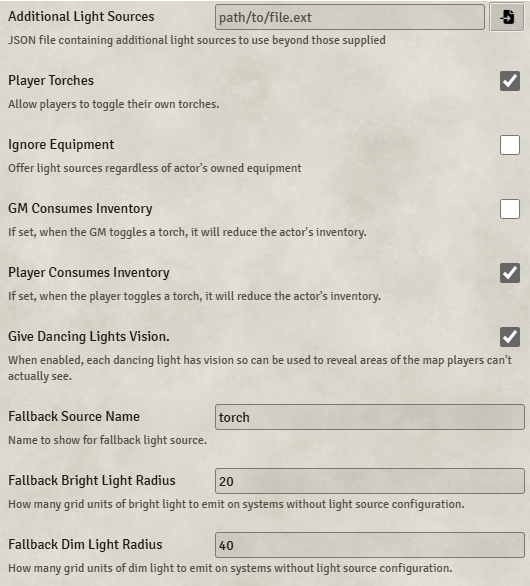 Additional Light Sources path/to/file.ext
JSON file containing additional light sources to use beyond those supplied
Player Torches
Allow players to toggle their own torches.
Ignore Equipment
Offer light sources regardless of actor's owned equipment
GM Consumes Inventory
If set, when the GM toggles a torch, it will reduce the actor's inventory.
Player Consumes Inventory
If set, when the player toggles a torch, it will reduce the actor's inventory.
Give Dancing Lights Vision.
When enabled, each dancing light has vision so can be used to reveal areas of the map players can't
actually see.
Fallback Source Name torch
Name to show for fallback light source.
Fallback Bright Light Radius 20
How many grid units of bright light to emit on systems without light source configuration.
Fallback Dim Light Radius 40
How many grid units of dim light to emit on systems without light source configuration.